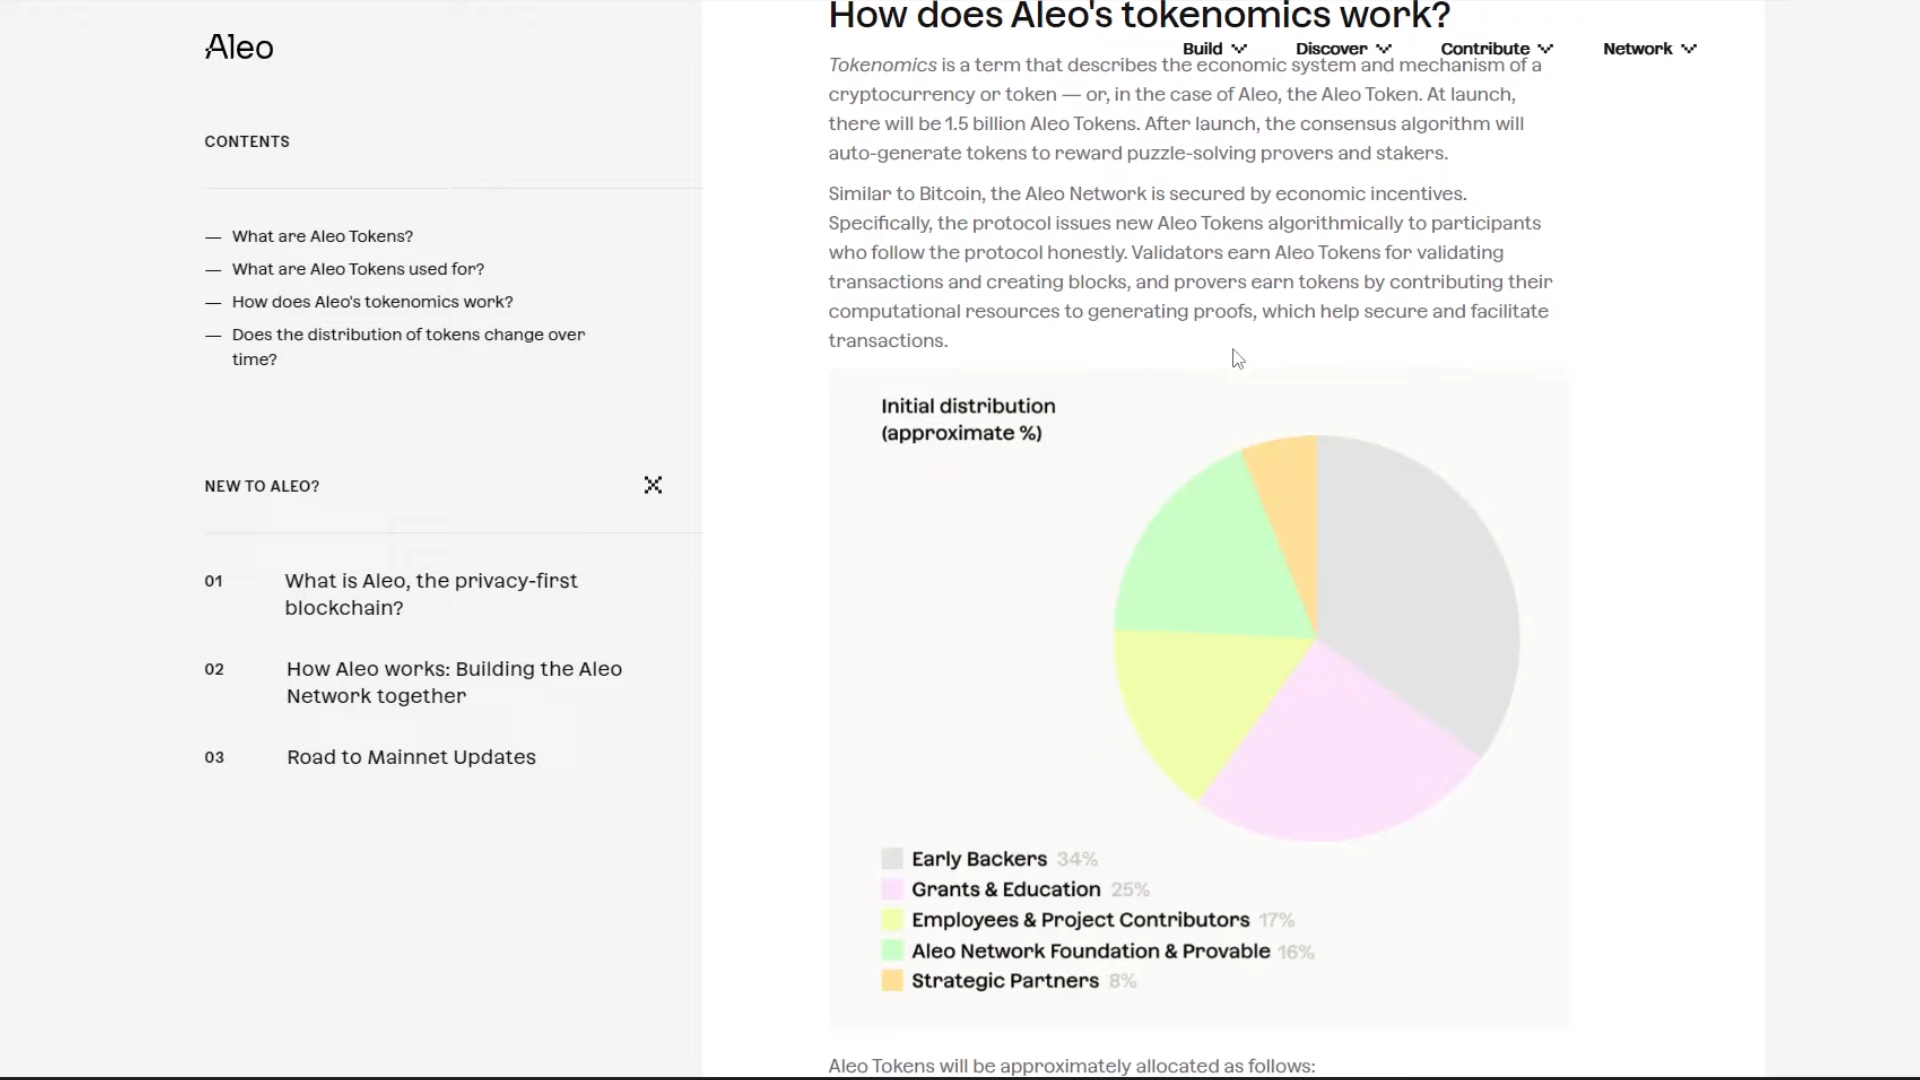 Aleo
Build
Discover
Contribute
Network
CONTENTS
— What are Aleo Tokens?
— What are Aleo Tokens used for?
— How does Aleo's tokenomics work?
— Does the distribution of tokens change over
time?
NEW TO ALEO?
01 What is Aleo, the privacy-first
blockchain?
02 How Aleo works: Building the Aleo
Network together
03 Road to Mainnet Updates
How does Aleo's tokenomics work?
Tokenomics is a term that describes the economic system and mechanism of a
cryptocurrency or token — or, in the case of Aleo, the Aleo Token. At launch,
there will be 1.5 billion Aleo Tokens. After launch, the consensus algorithm will
auto-generate tokens to reward puzzle-solving provers and stakers.
Similar to Bitcoin, the Aleo Network is secured by economic incentives.
Specifically, the protocol issues new Aleo Tokens algorithmically to participants
who follow the protocol honestly. Validators earn Aleo Tokens for validating
transactions and creating blocks, and provers earn tokens by contributing their
computational resources to generating proofs, which help secure and facilitate
transactions.
Initial distribution
(approximate %)
Early Backers 34%
Grants & Education 25%
Employees & Project Contributors 17%
Aleo Network Foundation & Provable 16%
Strategic Partners 8%
Aleo Tokens will be approximately allocated as follows: